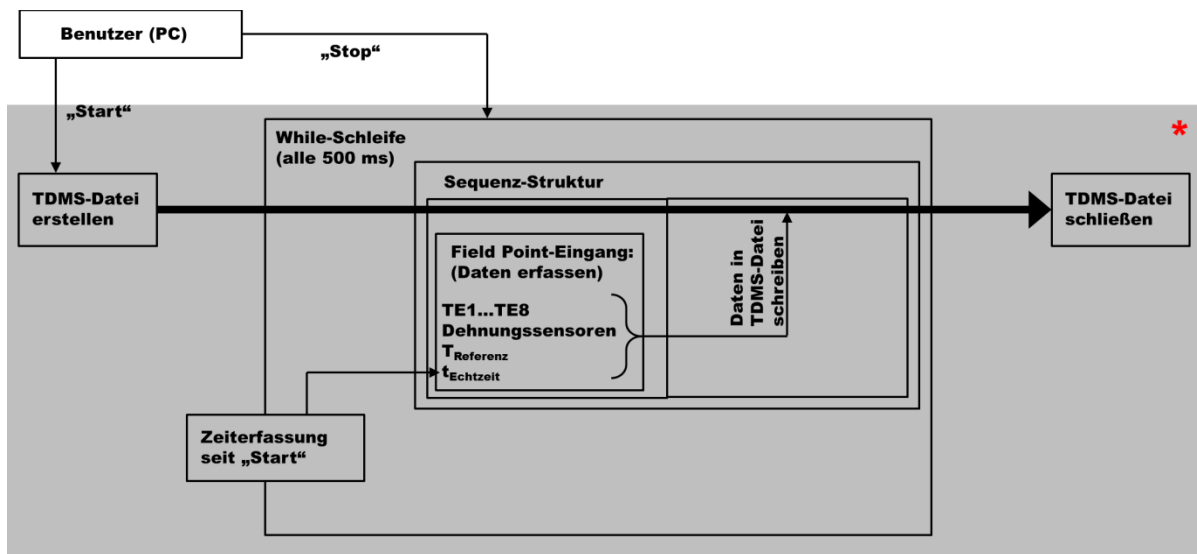 Benutzer (PC)
„Stop“
„Start“
While-Schleife
(alle 500 ms)
*
Sequenz-Struktur
TDMS-Datei
erstellen
TDMS-Datei
schließen
Field Point-Eingang:
(Daten erfassen)
TE1...TE8
Dehnungssensoren
TReferenz
tEchtzeit
Daten in
TDMS-Datei
schreiben
Zeiterfassung
seit „Start“